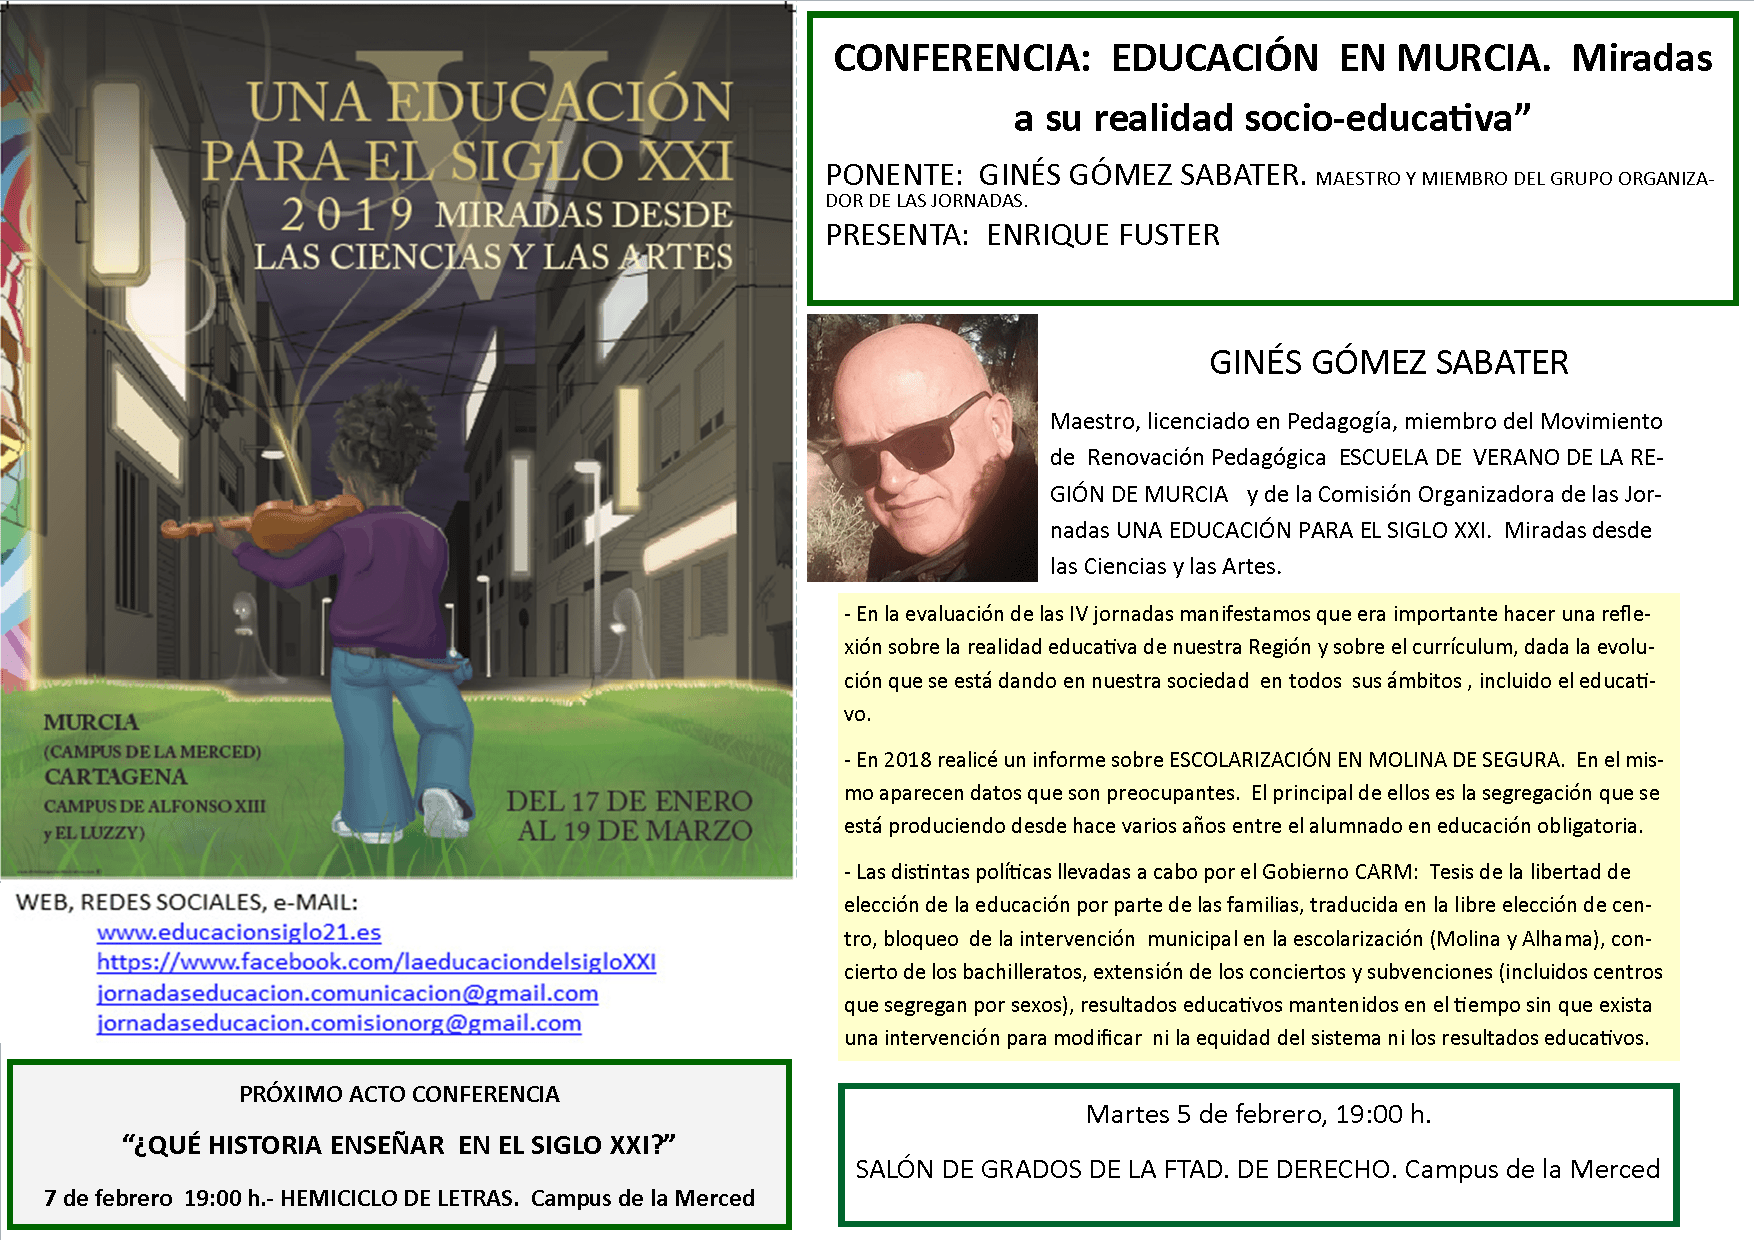 V
UNA EDUCACIÓN
PARA EL SIGLO XXI
2019 MIRADAS DESDE
LAS CIENCIAS Y LAS ARTES
MURCIA
(CAMPUS DE LA MERCED)
CARTAGENA
CAMPUS DE ALFONSO XIII
y EL LUZZY)
DEL 17 DE ENERO
AL 19 DE MARZO
WEB, REDES SOCIALES, e-MAIL:
www.educacionsiglo21.es
https://www.facebook.com/laeducaciondelsigloXXI
jornadaseducacion.comunicacion@gmail.com
jornadaseducacion.comisionorg@gmail.com
PRÓXIMO ACTO CONFERENCIA
“¿QUÉ HISTORIA ENSEÑAR EN EL SIGLO XXI?”
7 de febrero 19:00 h.- HEMICICLO DE LETRAS. Campus de la Merced
CONFERENCIA: EDUCACIÓN EN MURCIA. Miradas
a su realidad socio-educativa”
PONENTE: GINÉS GÓMEZ SABATER. MAESTRO Y MIEMBRO DEL GRUPO ORGANIZA-
DOR DE LAS JORNADAS.
PRESENTA: ENRIQUE FUSTER
GINÉS GÓMEZ SABATER
Maestro, licenciado en Pedagogía, miembro del Movimiento
de Renovación Pedagógica ESCUELA DE VERANO DE LA RE-
GIÓN DE MURCIA y de la Comisión Organizadora de las Jor-
nadas UNA EDUCACIÓN PARA EL SIGLO XXI. Miradas desde
las Ciencias y las Artes.
- En la evaluación de las IV jornadas manifestamos que era importante hacer una refle-
xión sobre la realidad educativa de nuestra Región y sobre el currículum, dada la evolu-
ción que se está dando en nuestra sociedad en todos sus ámbitos , incluido el educati-
vo.
- En 2018 realicé un informe sobre ESCOLARIZACIÓN EN MOLINA DE SEGURA. En el mis-
mo aparecen datos que son preocupantes. El principal de ellos es la segregación que se
está produciendo desde hace varios años entre el alumnado en educación obligatoria.
- Las distintas políticas llevadas a cabo por el Gobierno CARM: Tesis de la libertad de
elección de la educación por parte de las familias, traducida en la libre elección de cen-
tro, bloqueo de la intervención municipal en la escolarización (Molina y Alhama), con-
cierto de los bachilleratos, extensión de los conciertos y subvenciones (incluidos centros
que segregan por sexos), resultados educativos mantenidos en el tiempo sin que exista
una intervención para modificar ni la equidad del sistema ni los resultados educativos.
Martes 5 de febrero, 19:00 h.
SALÓN DE GRADOS DE LA FTAD. DE DERECHO. Campus de la Merced